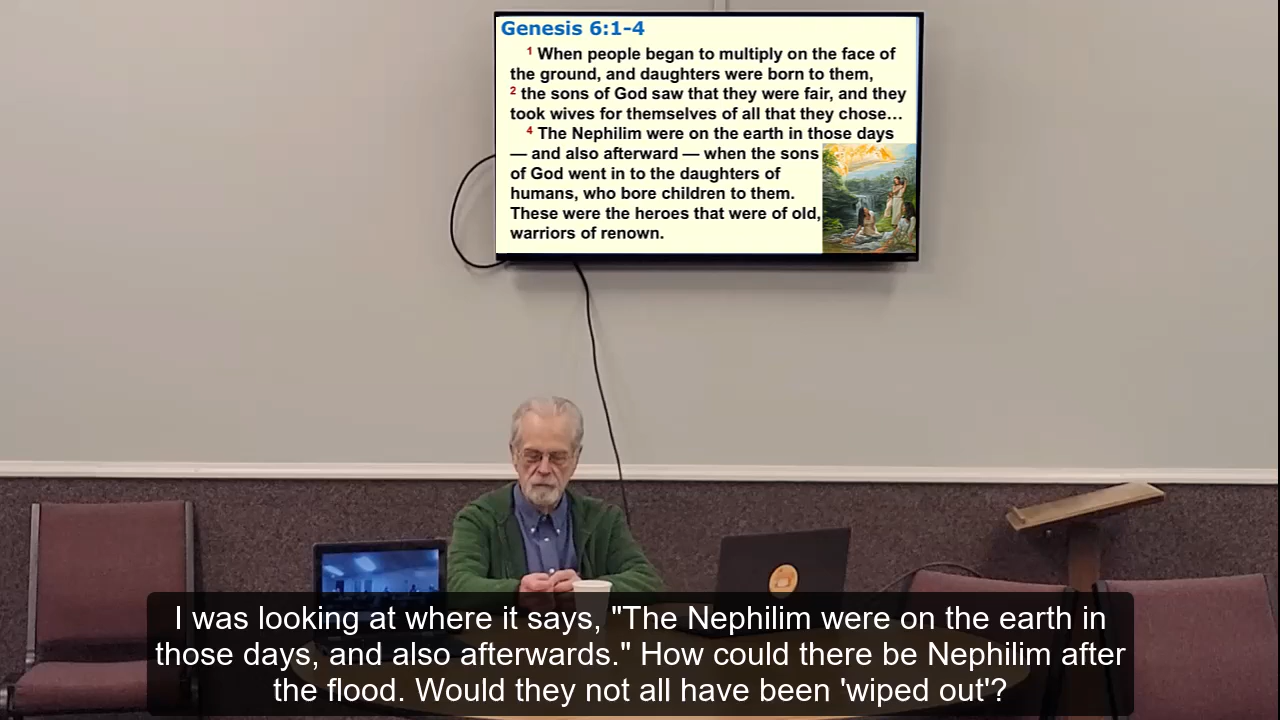 Genesis 6:1-4
1 When people began to multiply on the face of
the ground, and daughters were born to them,
2 the sons of God saw that they were fair, and they
took wives for themselves of all that they chose…
4 The Nephilim were on the earth in those days
— and also afterward — when the sons
of God went in to the daughters of
humans, who bore children to them.
These were the heroes that were of old,
warriors of renown.
I was looking at where it says, "The Nephilim were on the earth in
those days, and also afterwards." How could there be Nephilim after
the flood. Would they not all have been 'wiped out'?